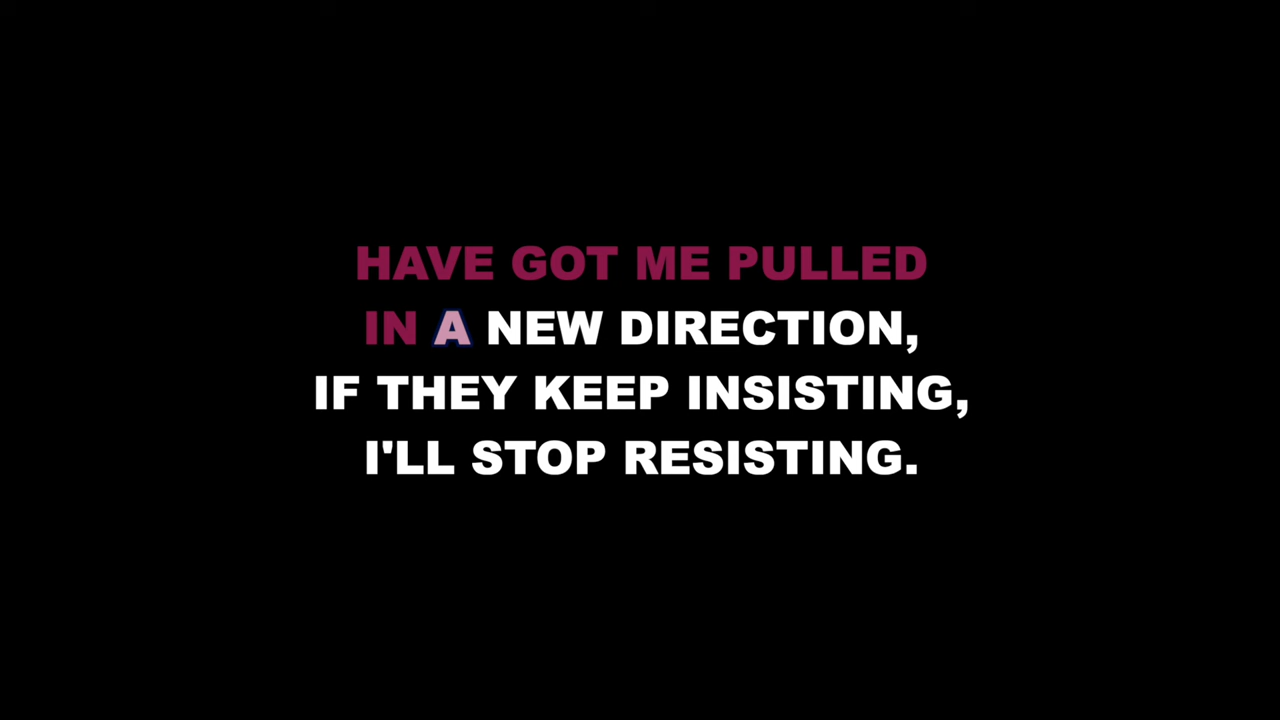 HAVE GOT ME PULLED
IN A NEW DIRECTION,
IF THEY KEEP INSISTING,
I'LL STOP RESISTING.